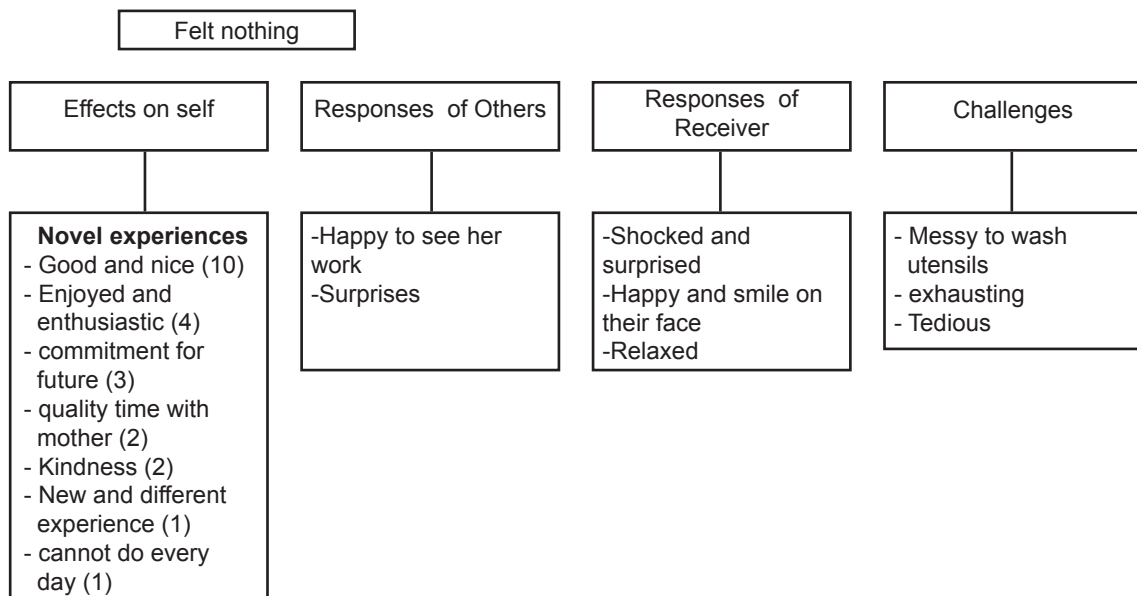 Felt nothing
Effects on self
Responses of Others
Responses of
Receiver
Challenges
Novel experiences
- Good and nice (10)
- Enjoyed and
enthusiastic (4)
- commitment for
future (3)
- quality time with
mother (2)
- Kindness (2)
- New and different
experience (1)
- cannot do every
day (1)
-Happy to see her
work
-Surprises
-Shocked and
surprised
-Happy and smile on
their face
-Relaxed
- Messy to wash
utensils
- exhausting
- Tedious